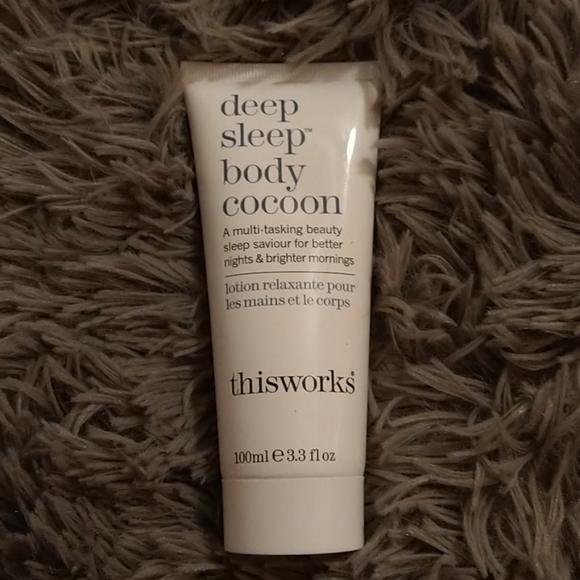 deep
sleep™
body
cocoon
A multi-tasking beauty
sleep saviour for better
nights & brighter mornings
lotion relaxante pour
les mains et le corps
thisworks®
100ml ℮ 3.3 fl oz